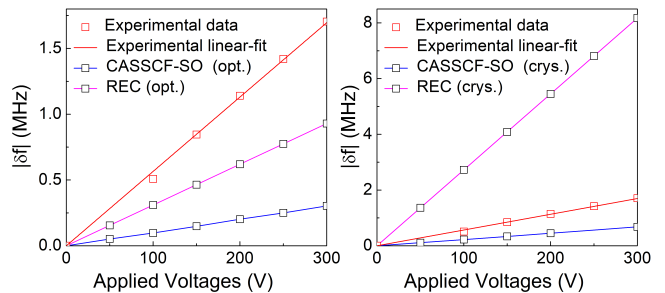 1.5
1.0
0.5
0.0
|δf| (MHz)
Experimental data
Experimental linear-fit
CASSCF-SO (opt.)
REC (opt.)
0 100 200 300
Applied Voltages (V)
8
6
4
2
0
|δf| (MHz)
Experimental data
Experimental linear-fit
CASSCF-SO (crys.)
REC (crys.)
0 100 200 300
Applied Voltages (V)